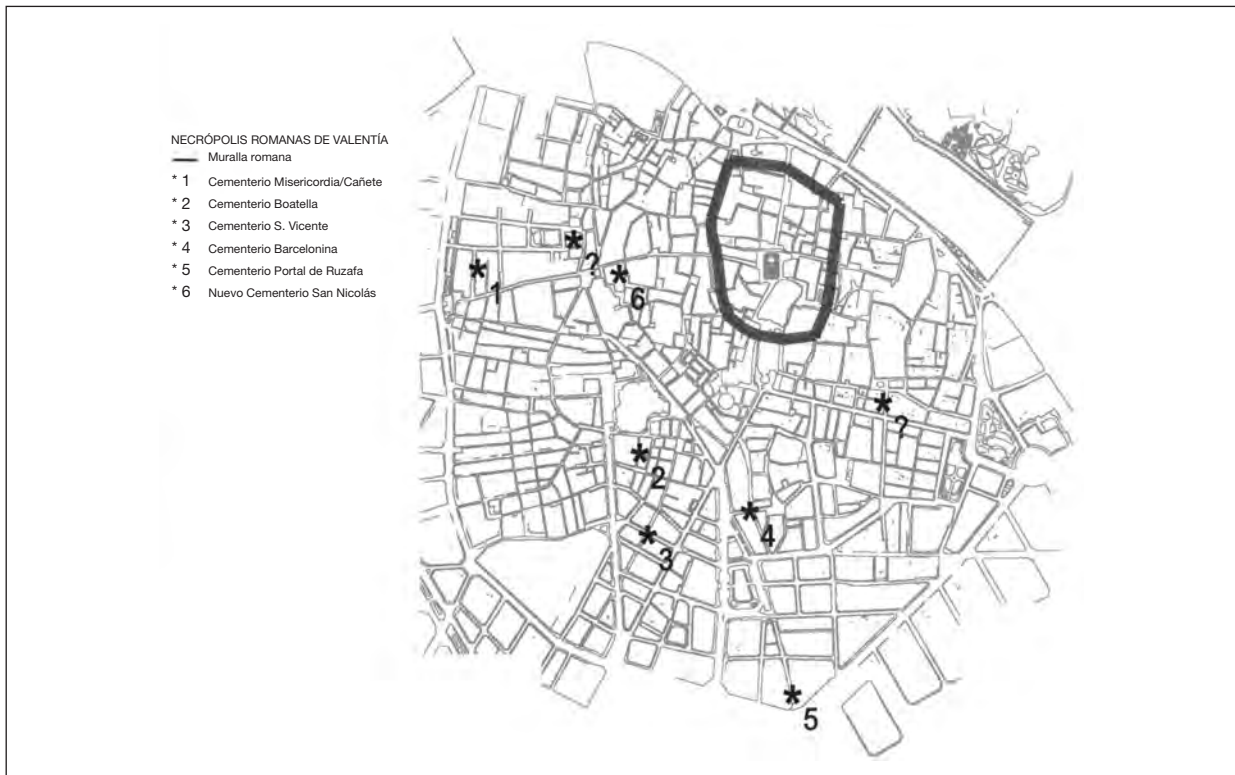 NECRÓPOLIS ROMANAS DE VALENTÍA
Muralla romana
* 1 Cementerio Misericordia/Cañete
* 2 Cementerio Boatella
* 3 Cementerio S. Vicente
* 4 Cementerio Barcelonina
* 5 Cementerio Portal de Ruzafa
* 6 Nuevo Cementerio San Nicolás
* ?
* 1
* 6
* ?
* 2
* 4
* 3
* 5